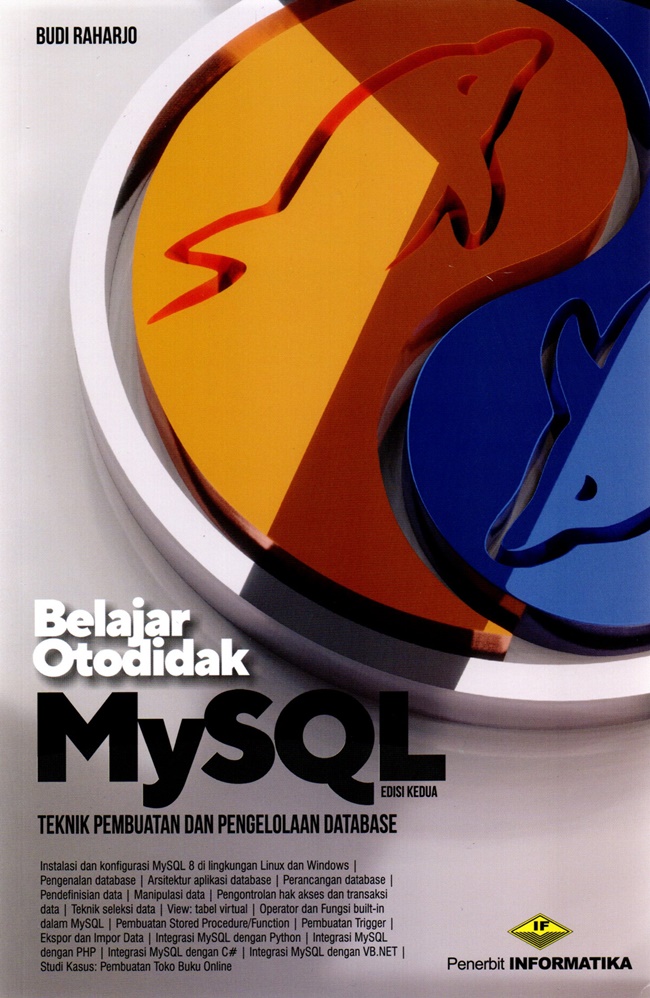 BUDI RAHARJO
Belajar
Otodidak
MySQL
EDISI KEDUA
TEKNIK PEMBUATAN DAN PENGELOLAAN DATABASE
Instalasi dan konfigurasi MySQL 8 di lingkungan Linux dan Windows |
Pengenalan database | Arsitektur aplikasi database | Perancangan database |
Pendefinisian data | Manipulasi data | Pengontrolan hak akses dan transaksi
data | Teknik seleksi data | View: tabel virtual | Operator dan Fungsi built-in
dalam MySQL | Pembuatan Stored Procedure/Function | Pembuatan Trigger |
Ekspor dan Impor Data | Integrasi MySQL dengan Python | Integrasi MySQL
dengan PHP | Integrasi MySQL dengan C# | Integrasi MySQL dengan VB.NET |
Studi Kasus: Pembuatan Toko Buku Online
IF
Penerbit INFORMATIKA